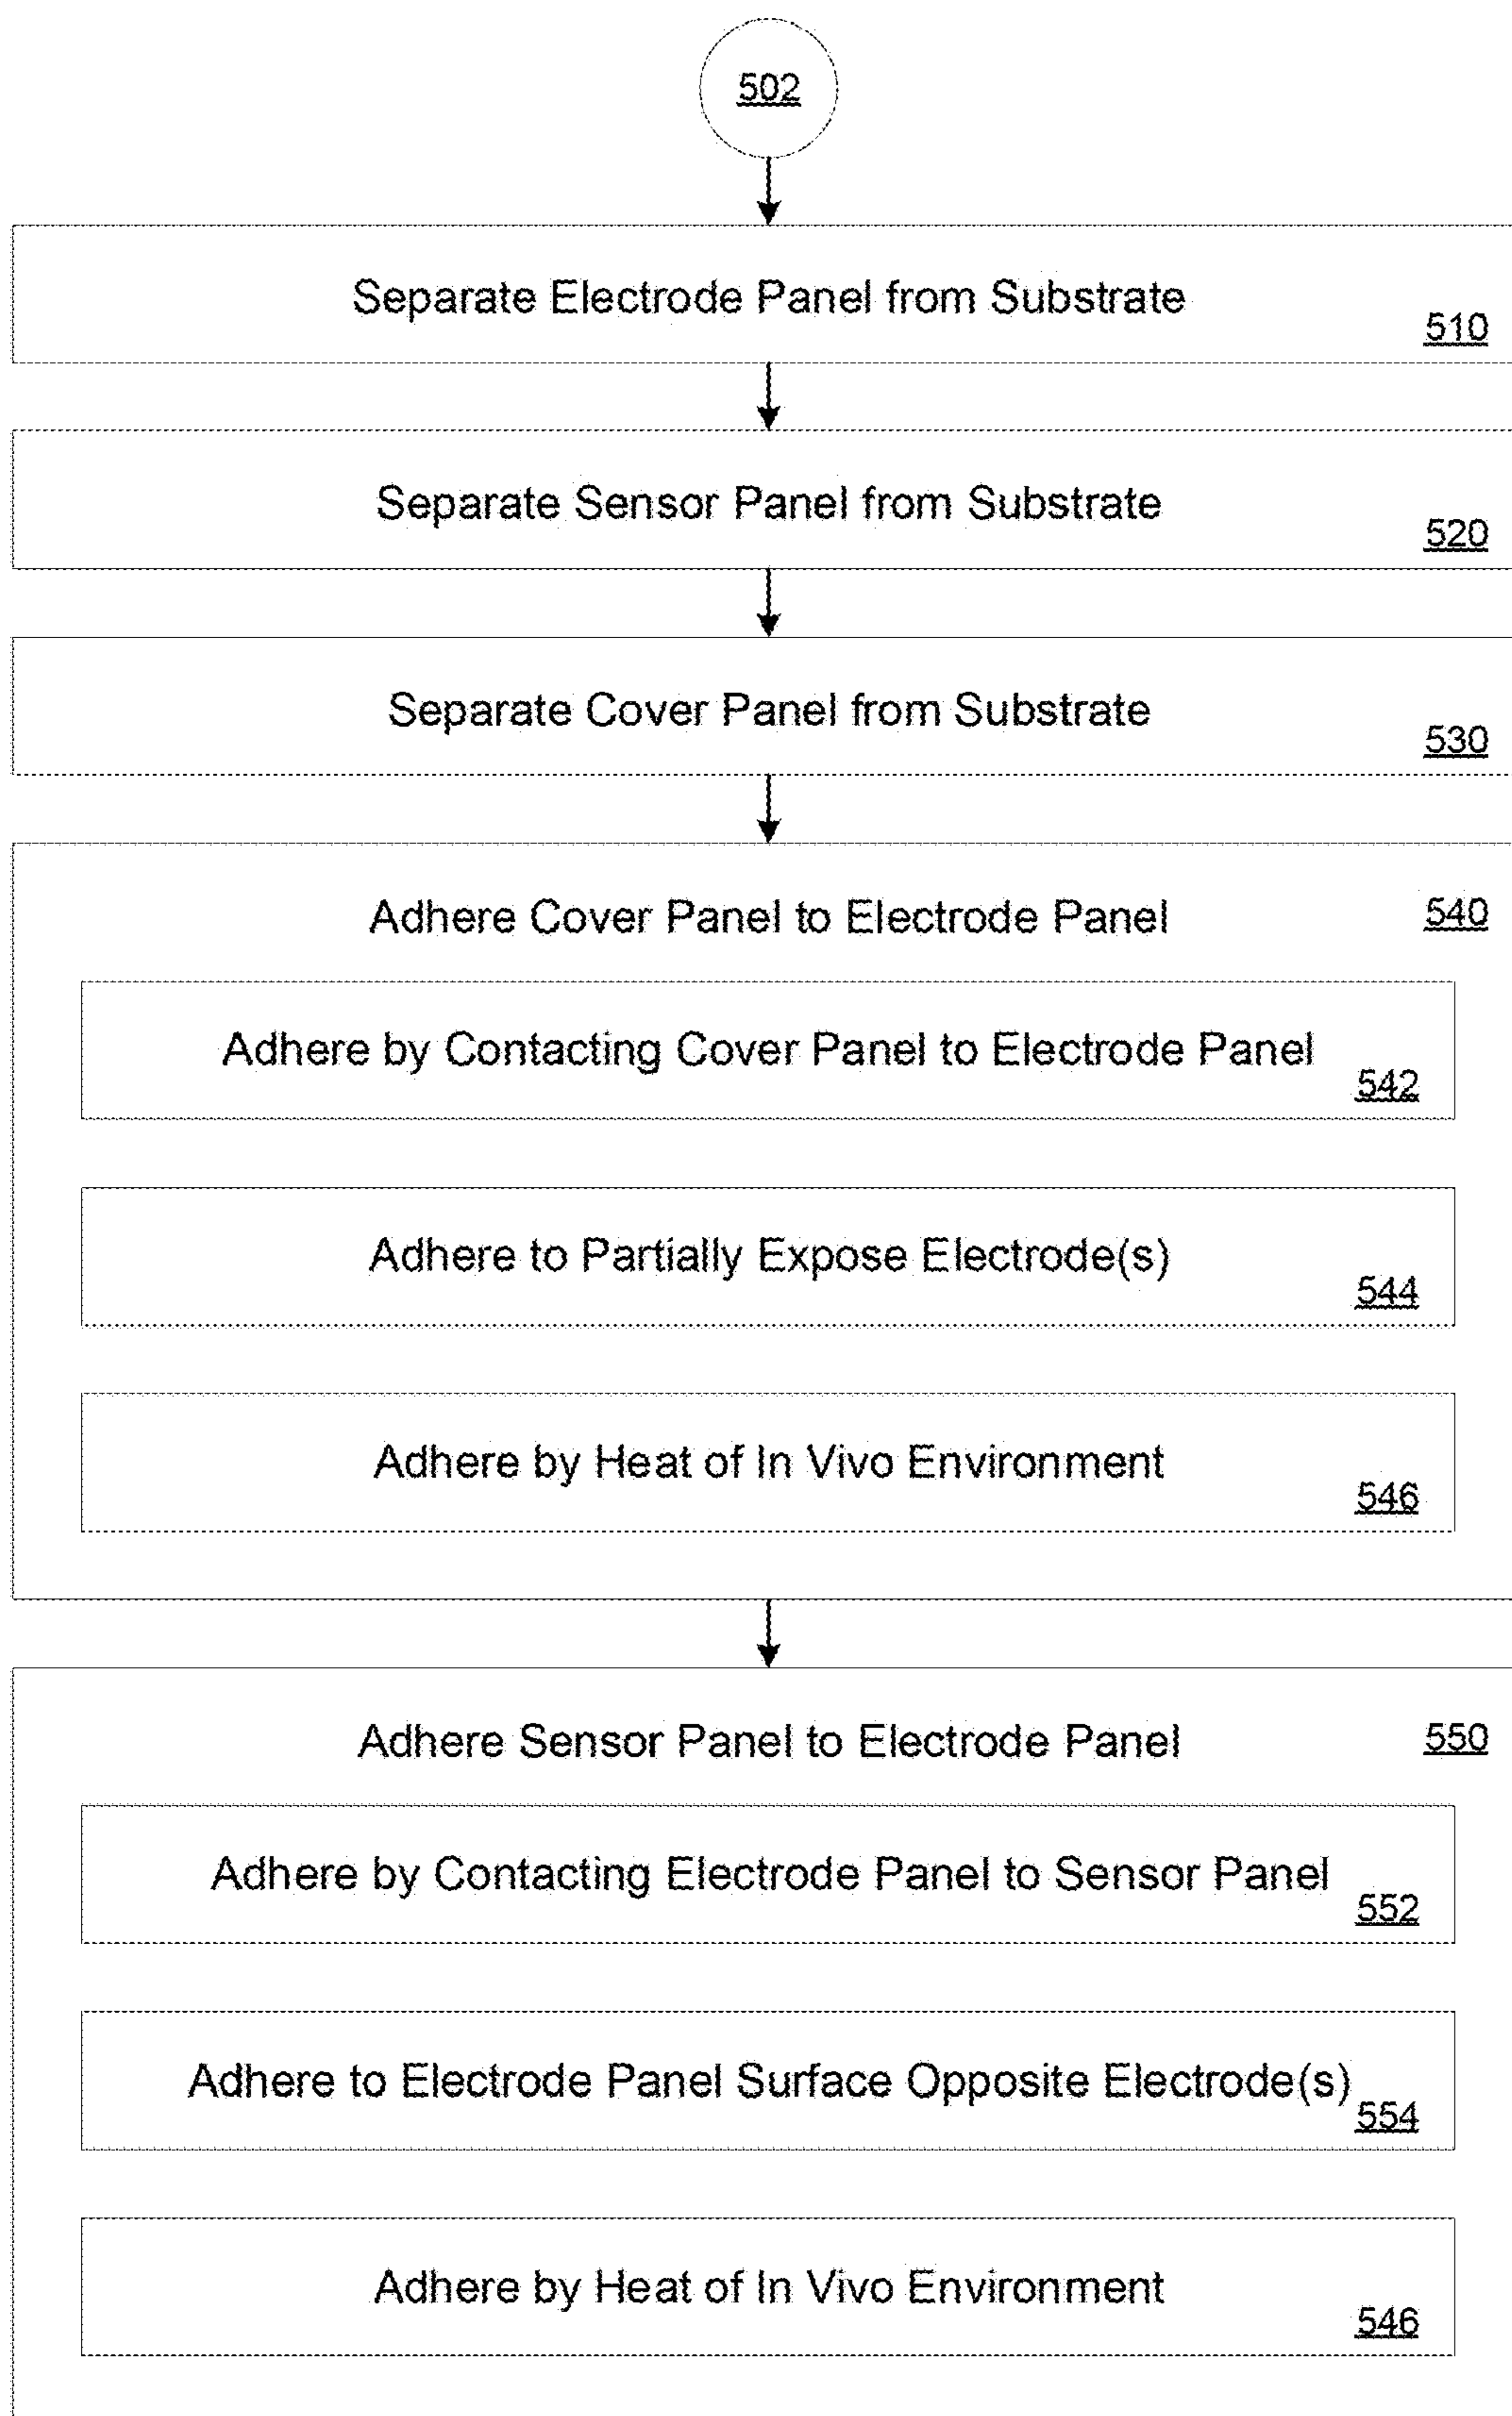 502
Separate Electrode Panel from Substrate
510
Separate Sensor Panel from Substrate
520
Separate Cover Panel from Substrate
530
Adhere Cover Panel to Electrode Panel
540
Adhere by Contacting Cover Panel to Electrode Panel
542
Adhere to Partially Expose Electrode(s)
544
Adhere by Heat of In Vivo Environment
546
Adhere Sensor Panel to Electrode Panel
550
Adhere by Contacting Electrode Panel to Sensor Panel
552
Adhere to Electrode Panel Surface Opposite Electrode(s)
554
Adhere by Heat of In Vivo Environment
546